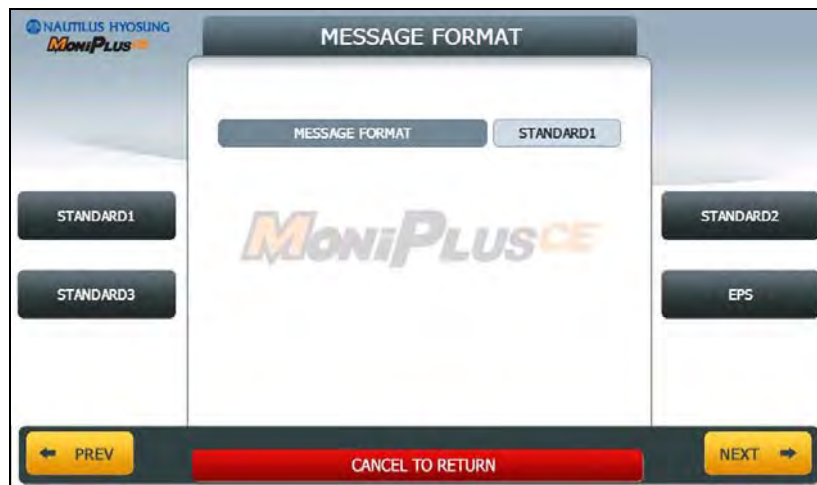 NAUTILUS HYOSUNG
MONIPLUS CE
MESSAGE FORMAT
MESSAGE FORMAT STANDARD1
STANDARD1
STANDARD2
MONIPLUS CE
STANDARD3
EPS
PREV
CANCEL TO RETURN
NEXT